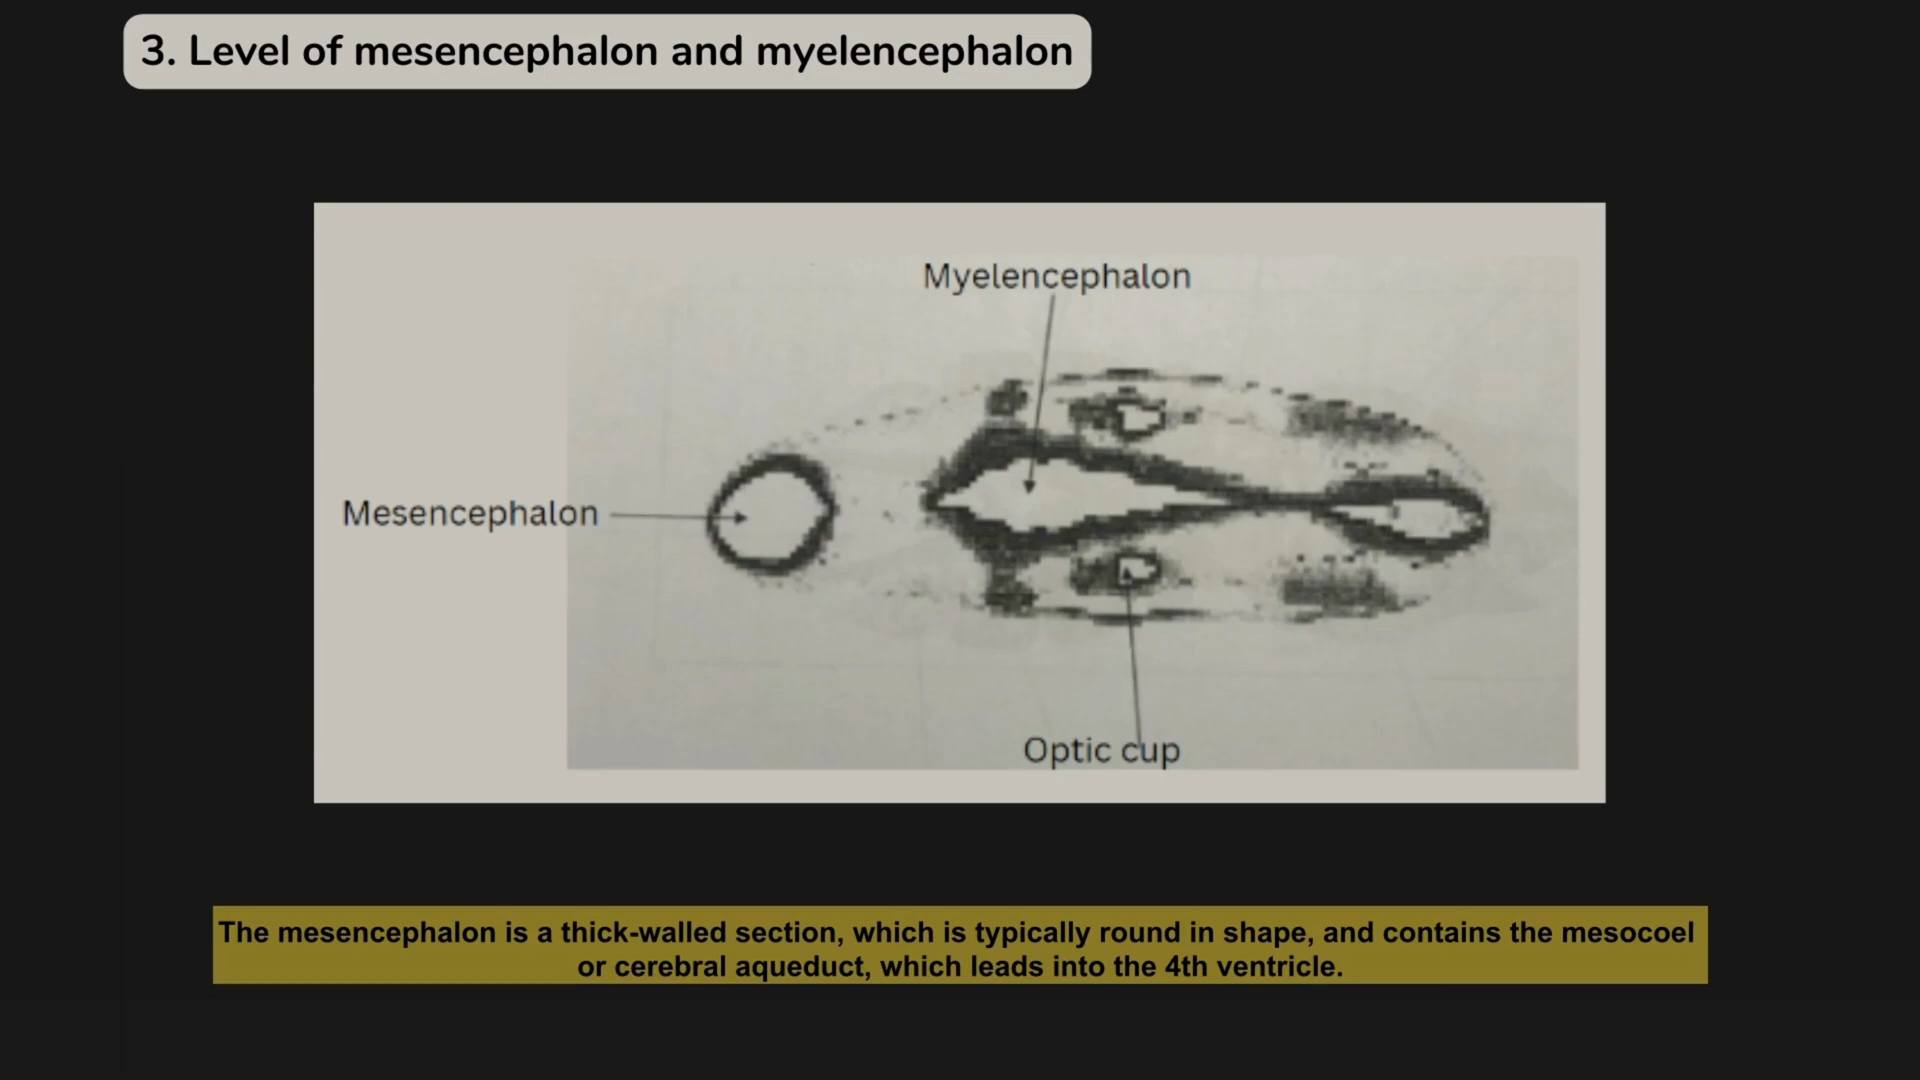 3. Level of mesencephalon and myelencephalon
Myelencephalon
Mesencephalon
Optic cup
The mesencephalon is a thick-walled section, which is typically round in shape, and contains the mesocoel
or cerebral aqueduct, which leads into the 4th ventricle.